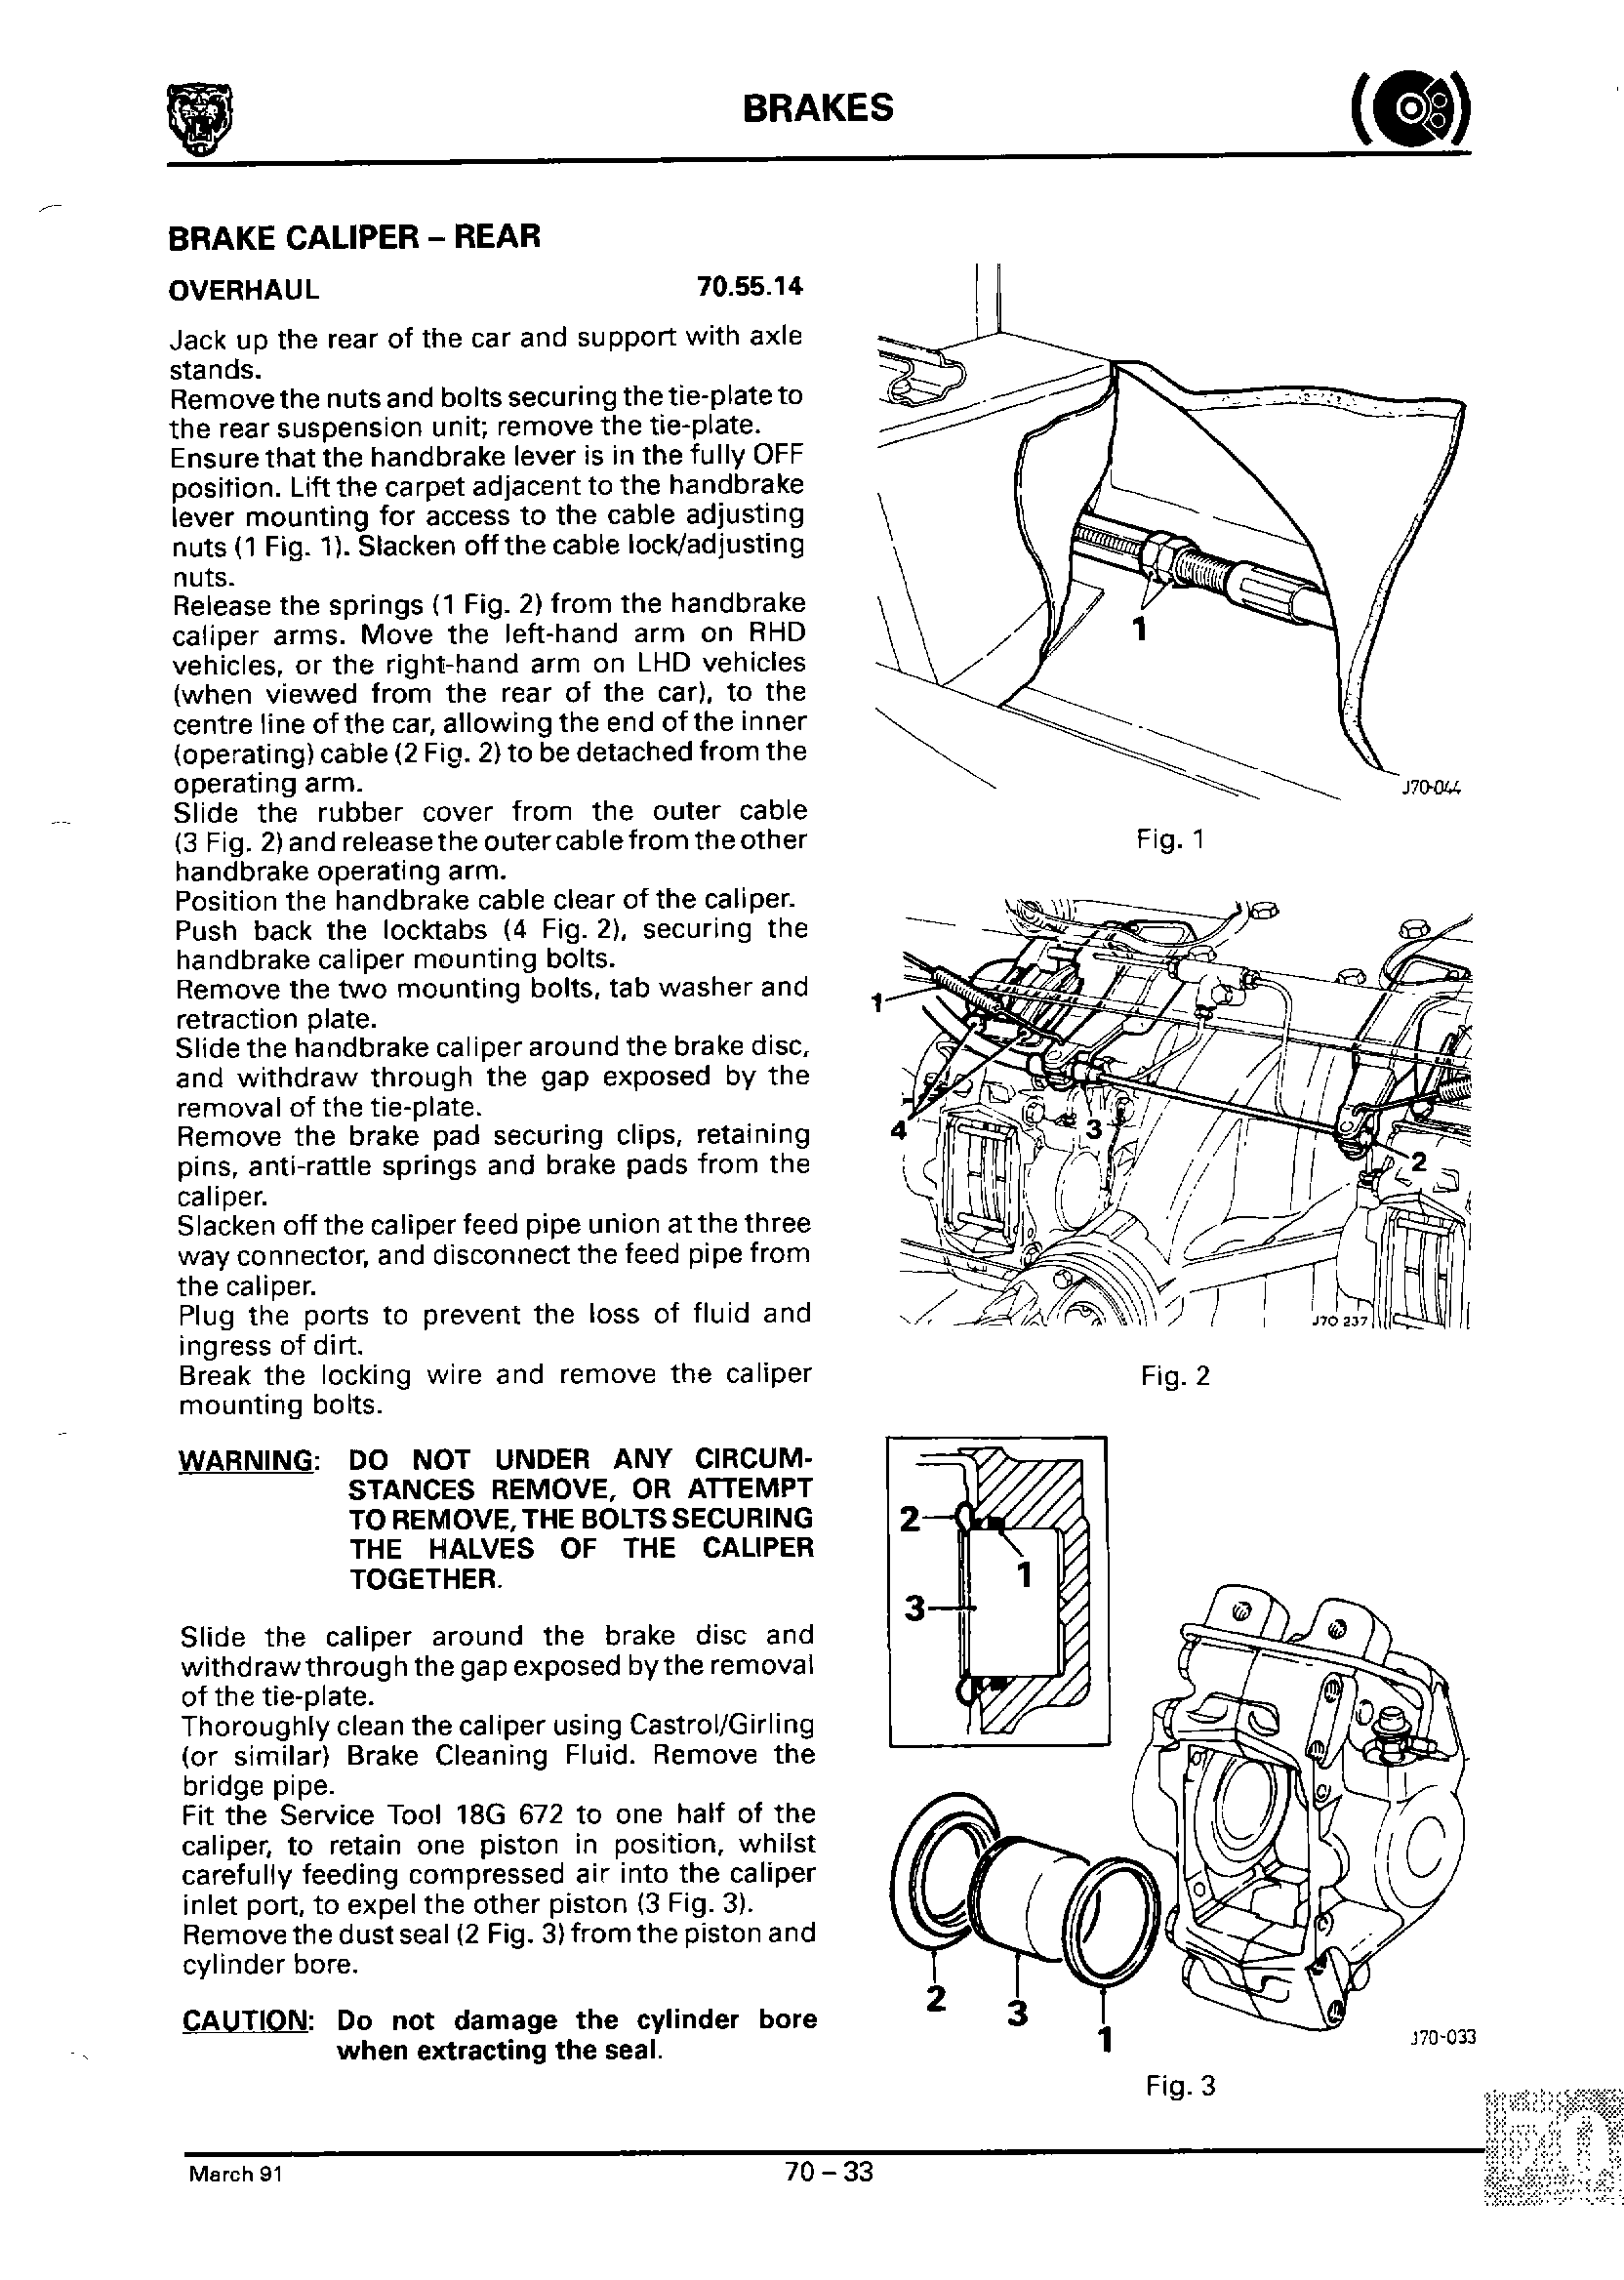 BRAKES
BRAKE CALIPER – REAR
OVERHAUL 70.55.14
Jack up the rear of the car and support with axle
stands.
Remove the nuts and bolts securing the tie-plate to
the rear suspension unit; remove the tie-plate.
Ensure that the handbrake lever is in the fully OFF
position. Lift the carpet adjacent to the handbrake
lever mounting for access to the cable adjusting
nuts (1 Fig. 1). Slacken off the cable lock/adjusting
nuts.
Release the springs (1 Fig. 2) from the handbrake
caliper arms. Move the left-hand arm on RHD
vehicles, or the right-hand arm on LHD vehicles
(when viewed from the rear of the car), to the
centre line of the car, allowing the end of the inner
(operating) cable (2 Fig. 2) to be detached from the
operating arm.
Slide the rubber cover from the outer cable
(3 Fig. 2) and release the outer cable from the other
handbrake operating arm.
Position the handbrake cable clear of the caliper.
Push back the locktabs (4 Fig. 2), securing the
handbrake caliper mounting bolts.
Remove the two mounting bolts, tab washer and
retraction plate.
Slide the handbrake caliper around the brake disc,
and withdraw through the gap exposed by the
removal of the tie-plate.
Remove the brake pad securing clips, retaining
pins, anti-rattle springs and brake pads from the
caliper.
Slacken off the caliper feed pipe union at the three
way connector, and disconnect the feed pipe from
the caliper.
Plug the ports to prevent the loss of fluid and
ingress of dirt.
Break the locking wire and remove the caliper
mounting bolts.
WARNING: DO NOT UNDER ANY CIRCUM-
STANCES REMOVE, OR ATTEMPT
TO REMOVE, THE BOLTS SECURING
THE HALVES OF THE CALIPER
TOGETHER.
Slide the caliper around the brake disc and
withdraw through the gap exposed by the removal
of the tie-plate.
Thoroughly clean the caliper using Castrol/Girling
(or similar) Brake Cleaning Fluid. Remove the
bridge pipe.
Fit the Service Tool 18G 672 to one half of the
caliper, to retain one piston in position, whilst
carefully feeding compressed air into the caliper
inlet port, to expel the other piston (3 Fig. 3).
Remove the dust seal (2 Fig. 3) from the piston and
cylinder bore.
CAUTION: Do not damage the cylinder bore
when extracting the seal.
1
J70-044
Fig. 1
1
4
3
2
J70 237
Fig. 2
2
1
3
2
3
1
J70-033
Fig. 3
March 91
70 – 33
70